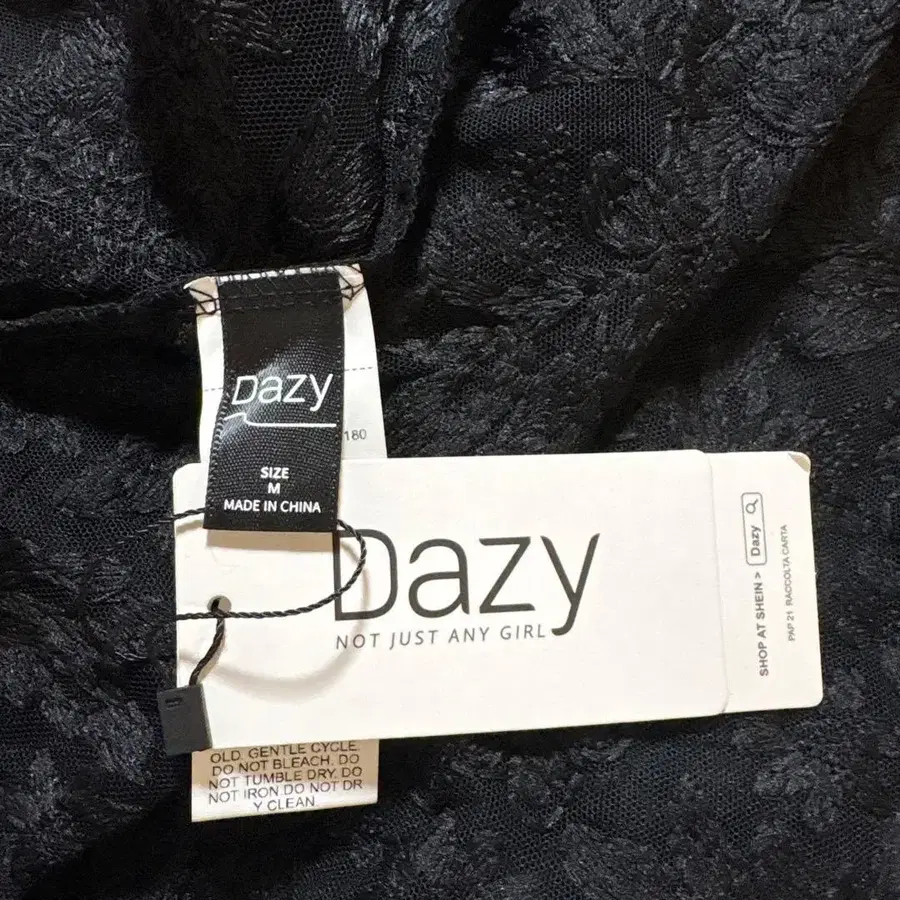 Dazy
180
SIZE
M
MADE IN CHINA
Dazy
NOT JUST ANY GIRL
SHOP AT SHEIN > Dazy
PAP 21 RACCOLTA CARTA
OLD. GENTLE CYCLE.
DO NOT BLEACH. DO
NOT TUMBLE DRY. DO
NOT IRON.DO NOT DR
Y CLEAN.